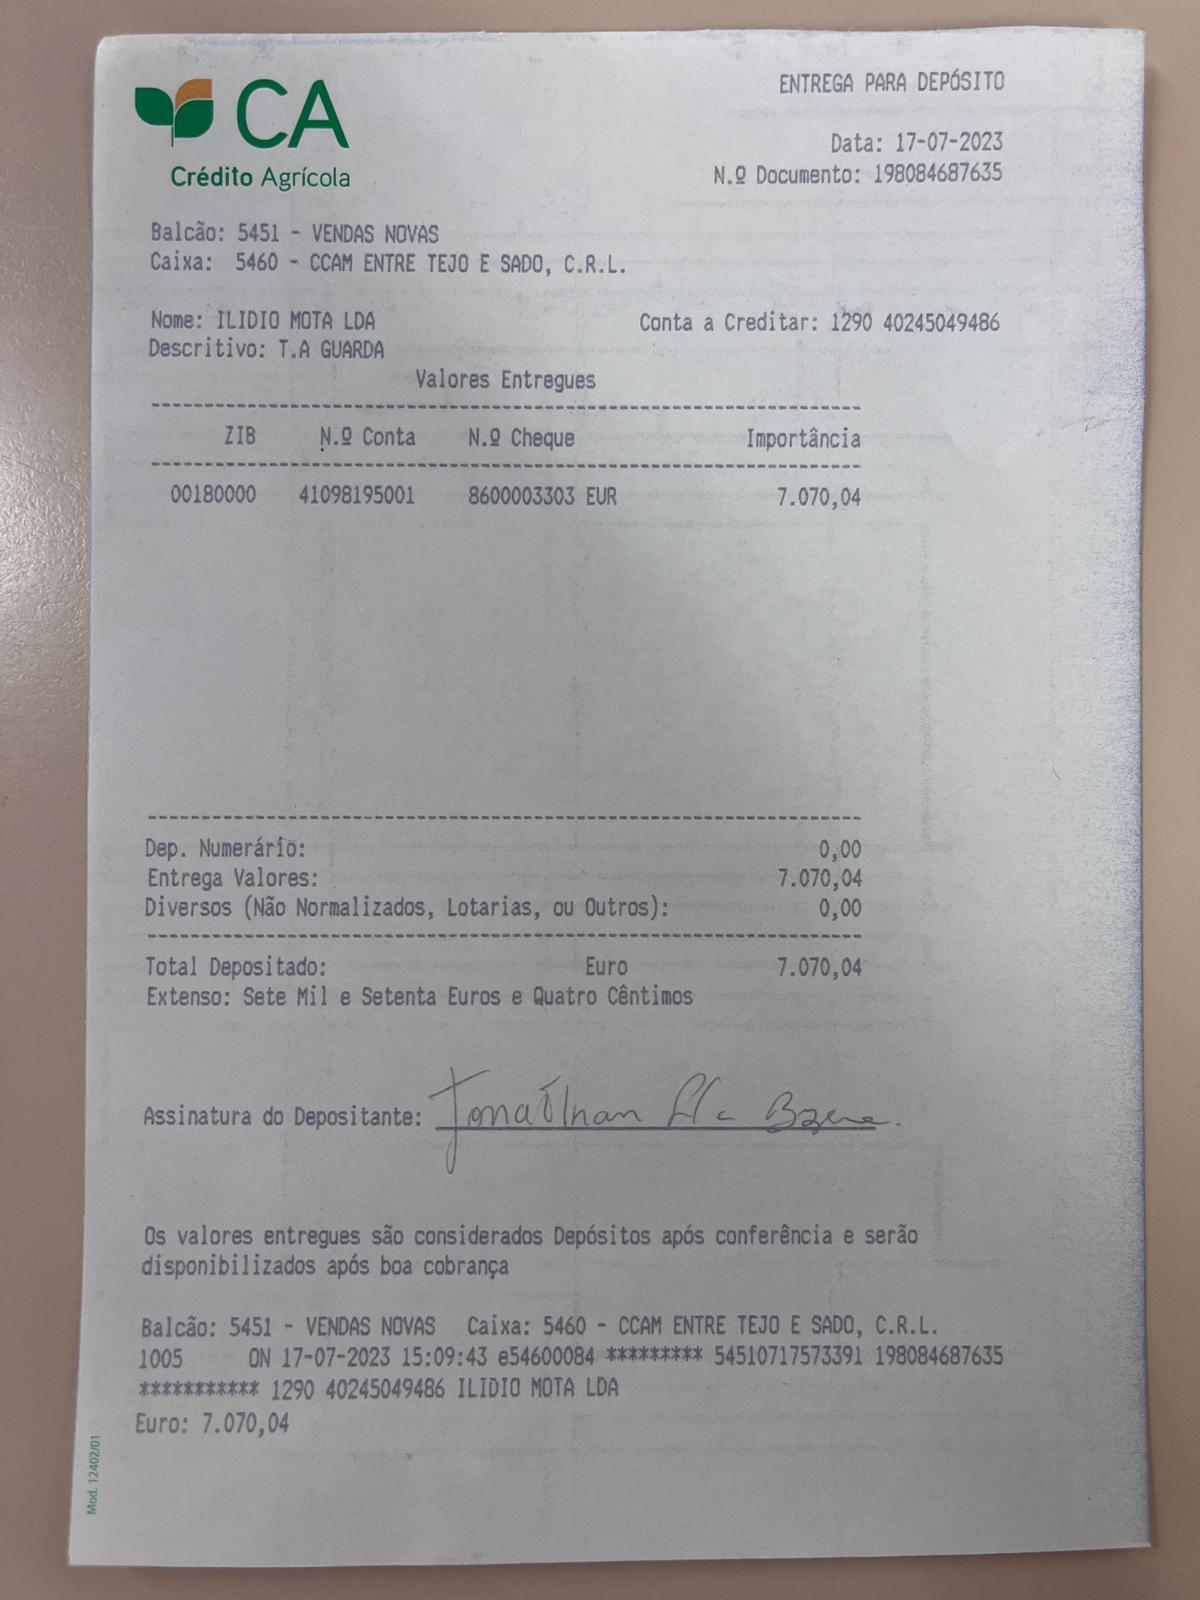 CA
Crédito Agrícola
ENTREGA PARA DEPÓSITO
Data: 17-07-2023
N.º Documento: 198084687635
Balcão: 5451 - VENDAS NOVAS
Caixa: 5460 - CCAM ENTRE TEJO E SADO, C.R.L.
Nome: ILIDIO MOTA LDA Conta a Creditar: 1290 40245049486
Descritivo: T.A GUARDA
Valores Entregues
ZIB N.º Conta N.º Cheque Importância
00180000 41098195001 8600003303 EUR 7.070,04
Dep. Numerário: 0,00
Entrega Valores: 7.070,04
Diversos (Não Normalizados, Lotarias, ou Outros): 0,00
Total Depositado: Euro 7.070,04
Extenso: Sete Mil e Setenta Euros e Quatro Cêntimos
Assinatura do Depositante: Jonathan
Os valores entregues são considerados Depósitos após conferência e serão
disponibilizados após boa cobrança
Balcão: 5451 - VENDAS NOVAS Caixa: 5460 - CCAM ENTRE TEJO E SADO, C.R.L.
1005 ON 17-07-2023 15:09:43 e54600084 ********* 54510717573391 198084687635
*********** 1290 40245049486 ILIDIO MOTA LDA
Euro: 7.070,04
Mod. 12402/01